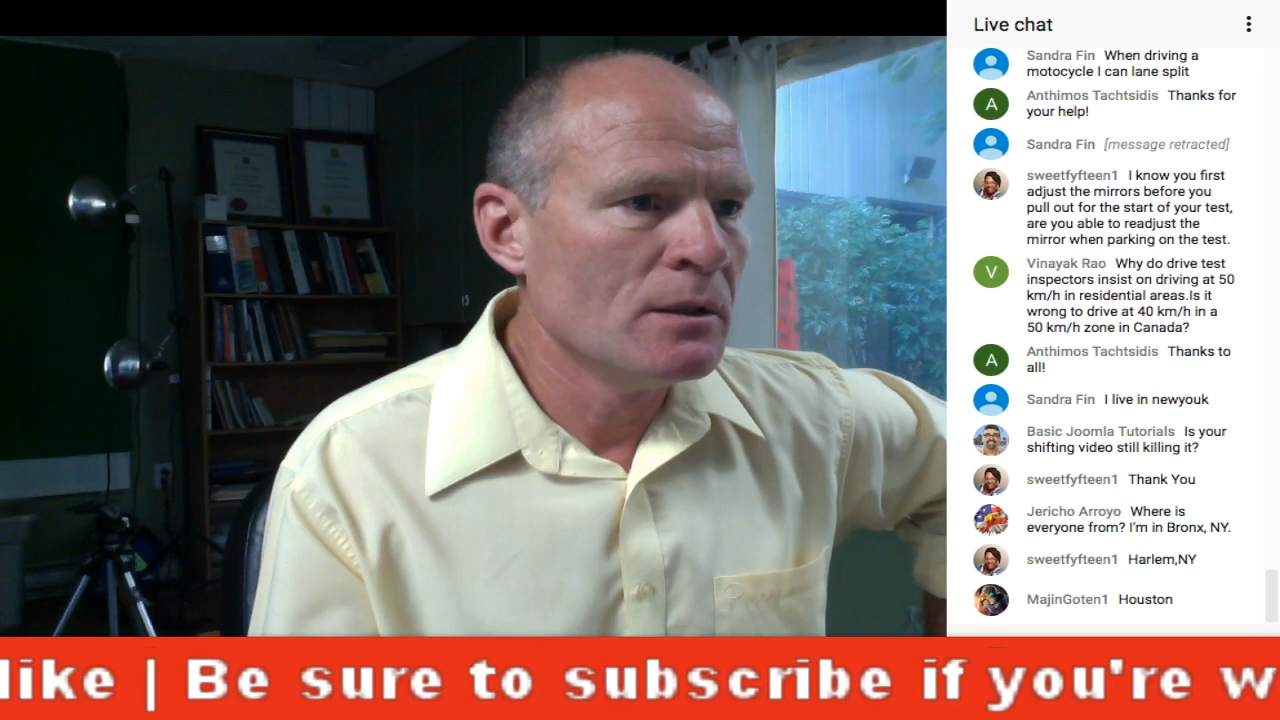 Live chat
Sandra Fin When driving a
motocycle I can lane split
A Anthimos Tachtsidis Thanks for
your help!
Sandra Fin [message retracted]
sweetfyfteen1 I know you first
adjust the mirrors before you
pull out for the start of your test,
are you able to readjust the
mirror when parking on the test.
V Vinayak Rao Why do drive test
inspectors insist on driving at 50
km/h in residential areas.Is it
wrong to drive at 40 km/h in a
50 km/h zone in Canada?
A Anthimos Tachtsidis Thanks to
all!
Sandra Fin I live in newyouk
Basic Joomla Tutorials Is your
shifting video still killing it?
sweetfyfteen1 Thank You
Jericho Arroyo Where is
everyone from? I'm in Bronx, NY.
sweetfyfteen1 Harlem,NY
MajinGoten1 Houston
like | Be sure to subscribe if you're w